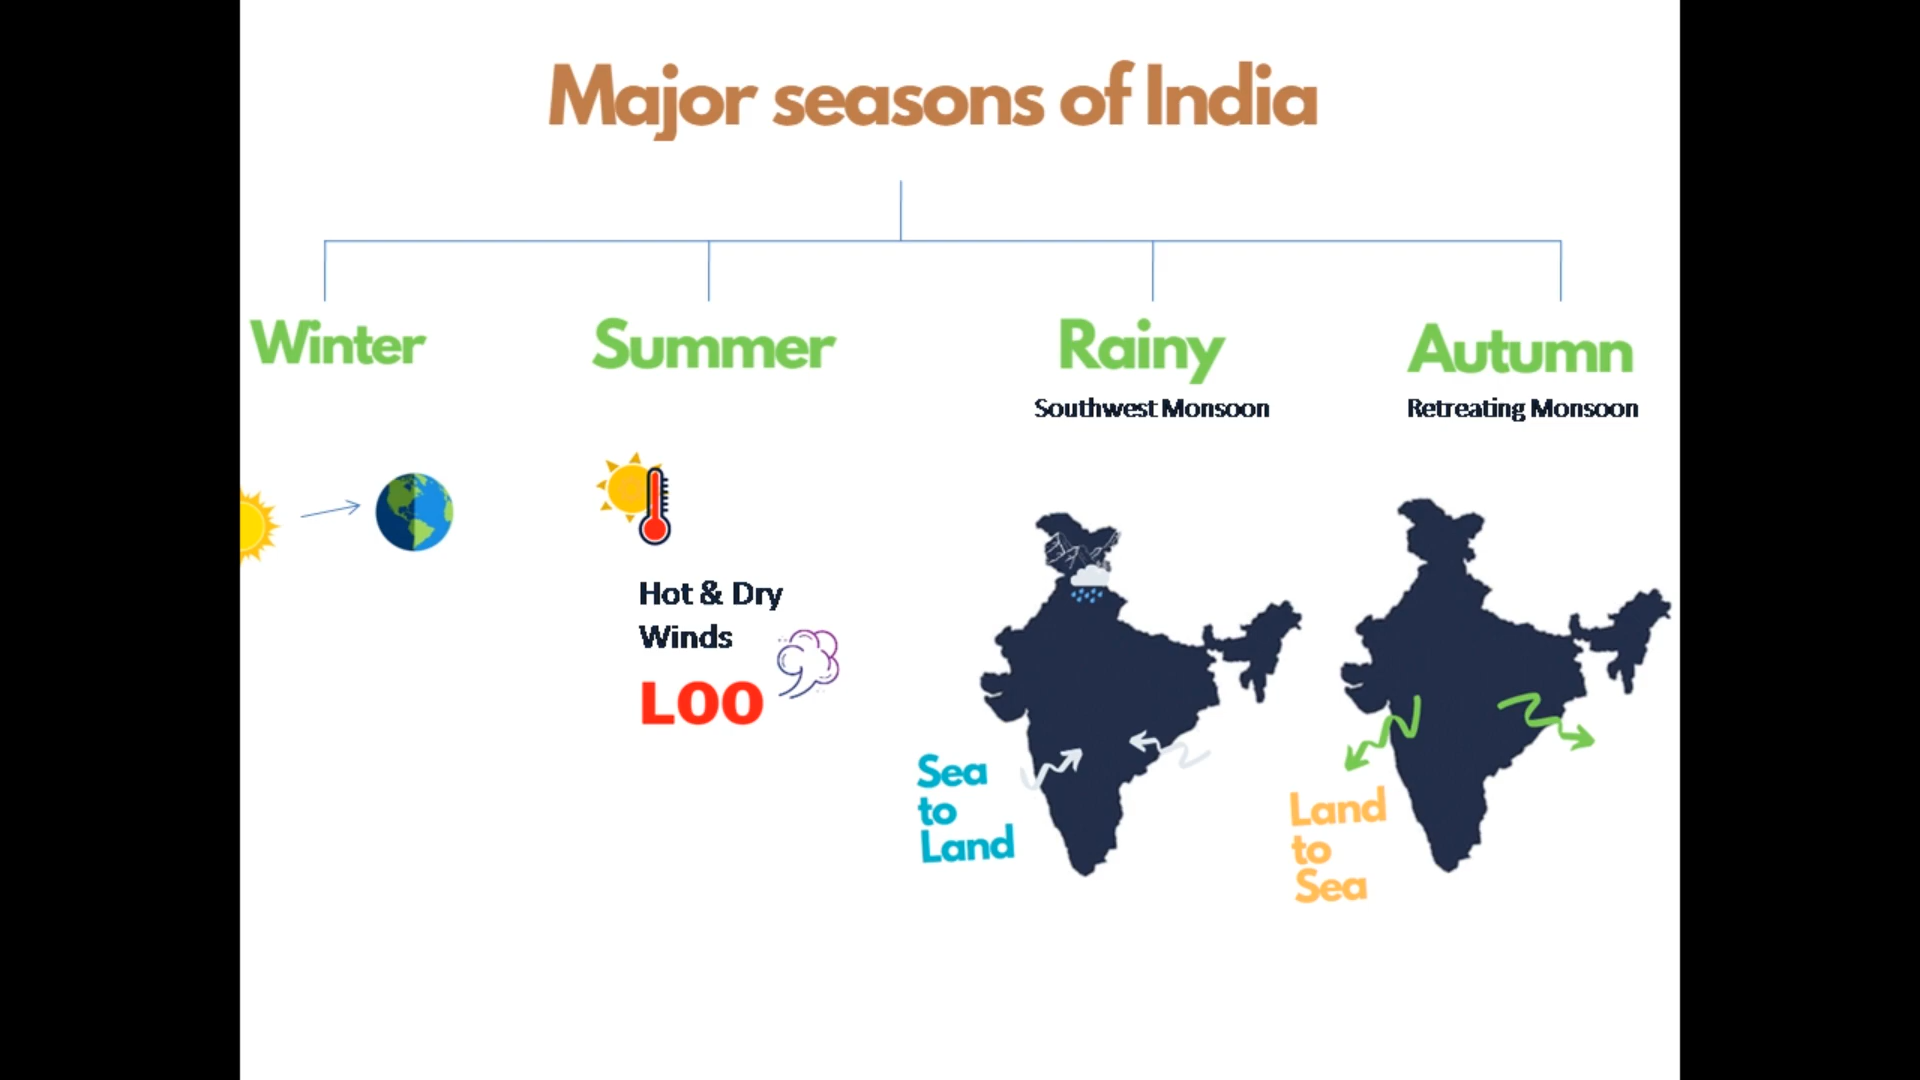 Major seasons of India
Winter
Summer
Rainy
Autumn
Southwest Monsoon
Retreating Monsoon
Hot & Dry
Winds
LOO
Sea
to
Land
Land
to
Sea